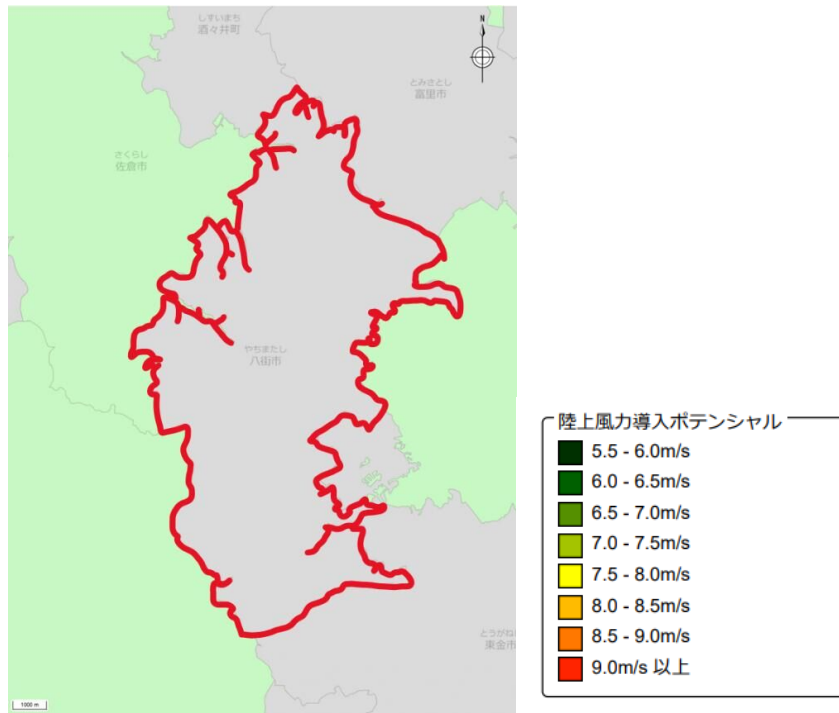 しすいまち
酒々井町
N
とみさとし
富里市
さくらし
佐倉市
やちまたし
八街市
陸上風力導入ポテンシャル
5.5 - 6.0m/s
6.0 - 6.5m/s
6.5 - 7.0m/s
7.0 - 7.5m/s
7.5 - 8.0m/s
8.0 - 8.5m/s
8.5 - 9.0m/s
9.0m/s 以上
とうがね
東金市
1000 m